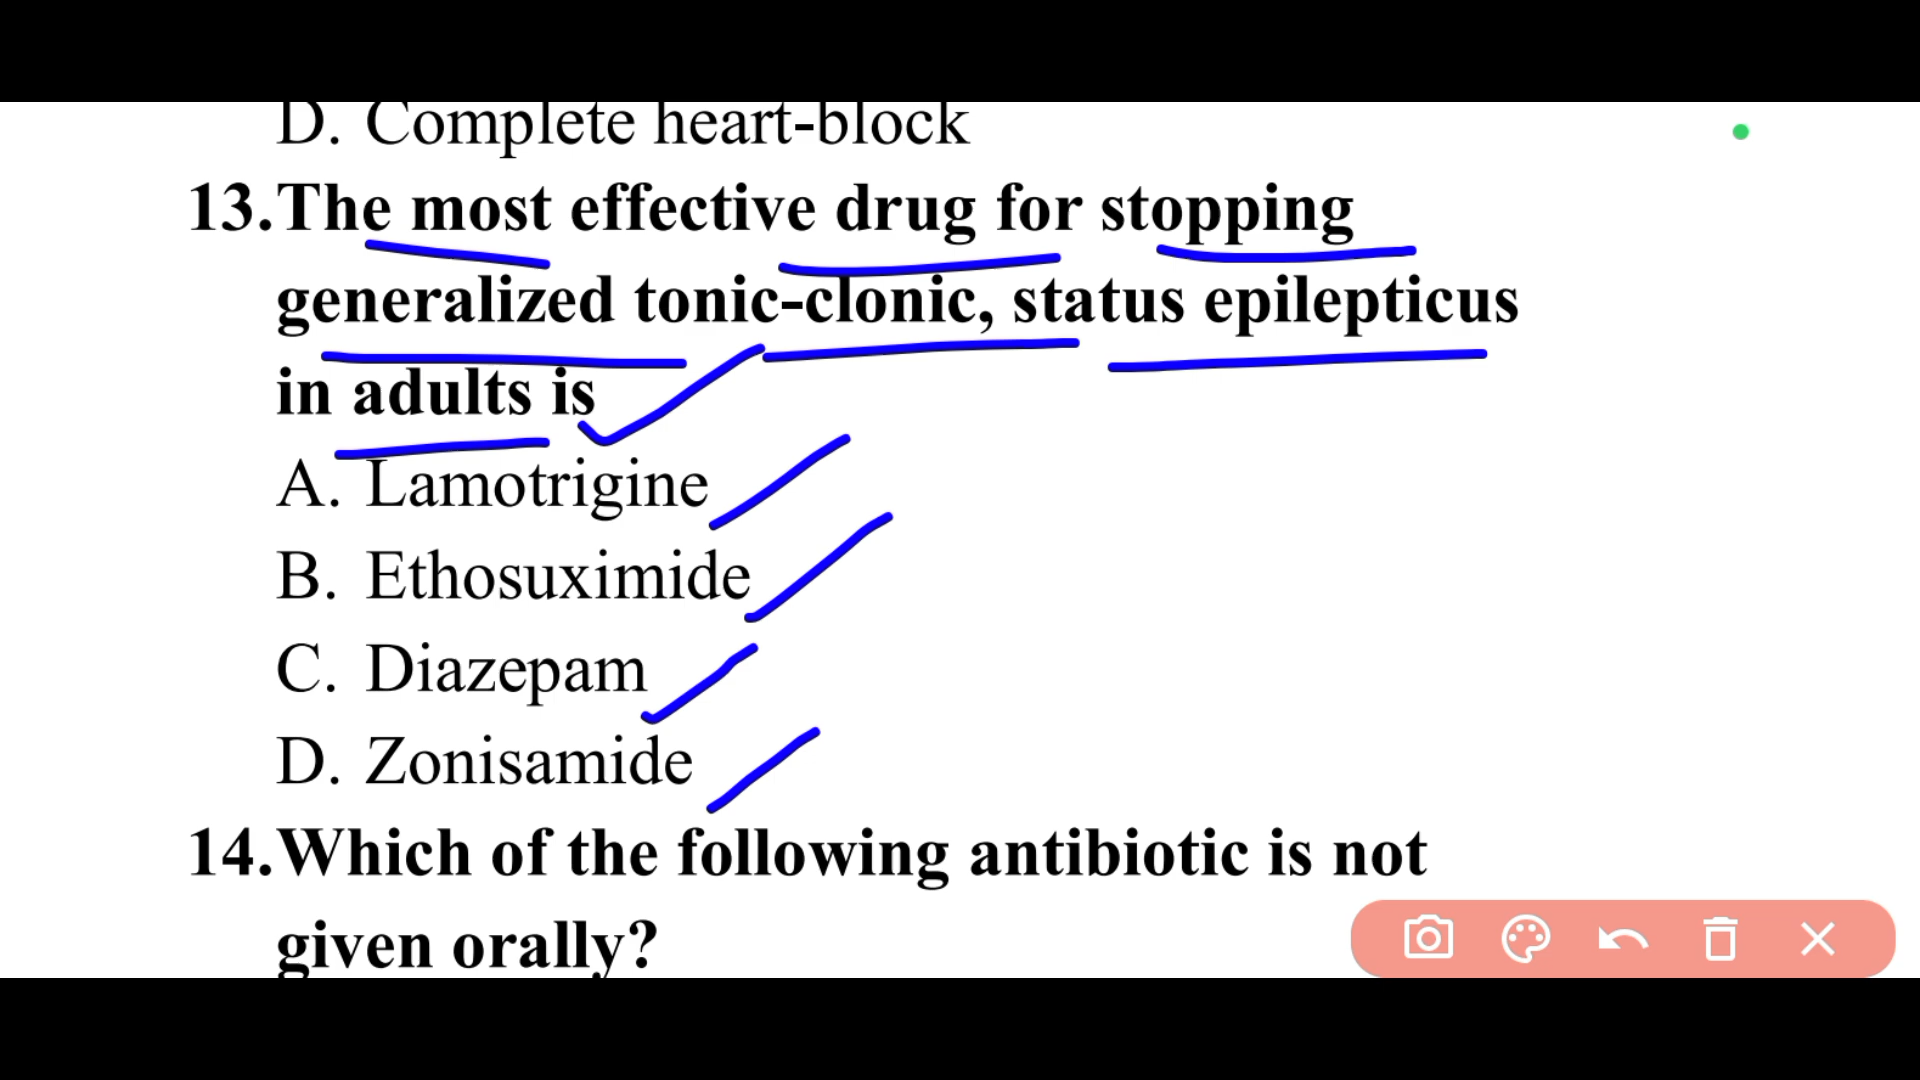 D. Complete heart-block
13. The most effective drug for stopping
generalized tonic-clonic, status epilepticus
in adults is
A. Lamotrigine
B. Ethosuximide
C. Diazepam
D. Zonisamide
14. Which of the following antibiotic is not
given orally?